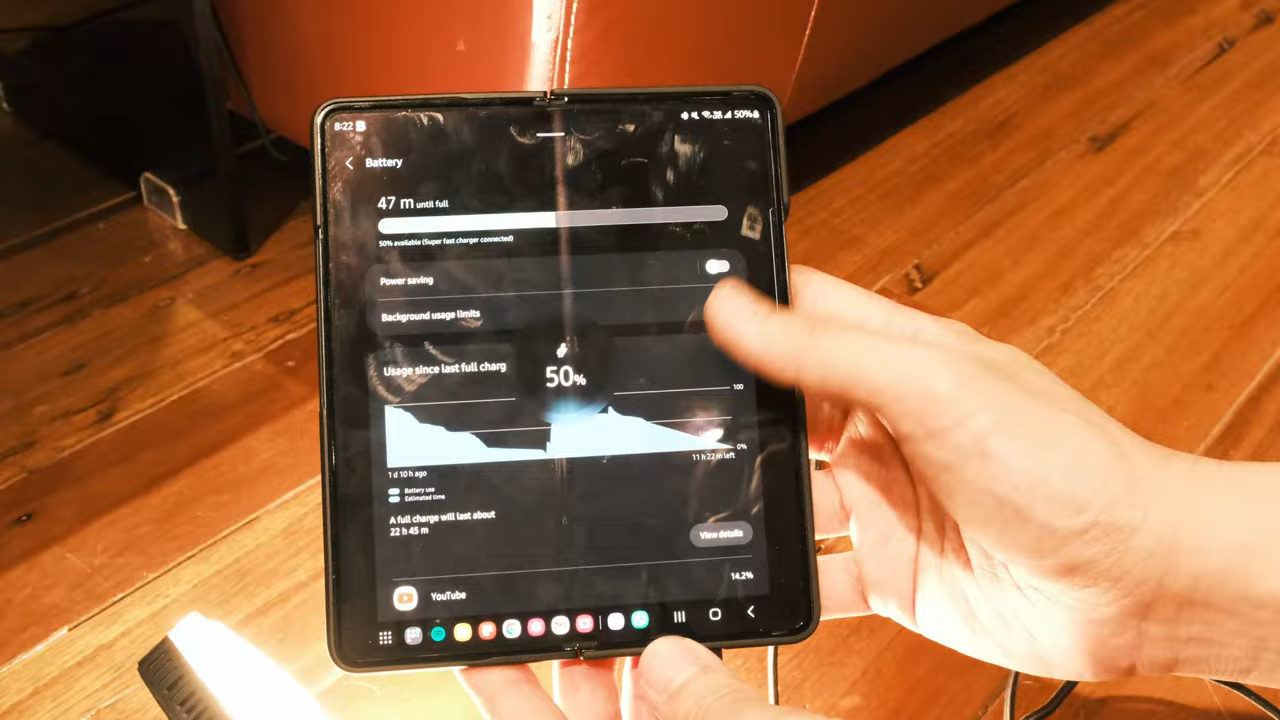 8:22
50%
Battery
47 m until full
50% available (Super fast charger connected)
Power saving
Background usage limits
Usage since last full charg
50%
100
0%
1 d 10 h ago
11 h 22 m left
Battery use
Estimated time
A full charge will last about
22 h 45 m
View details
YouTube
14.2%